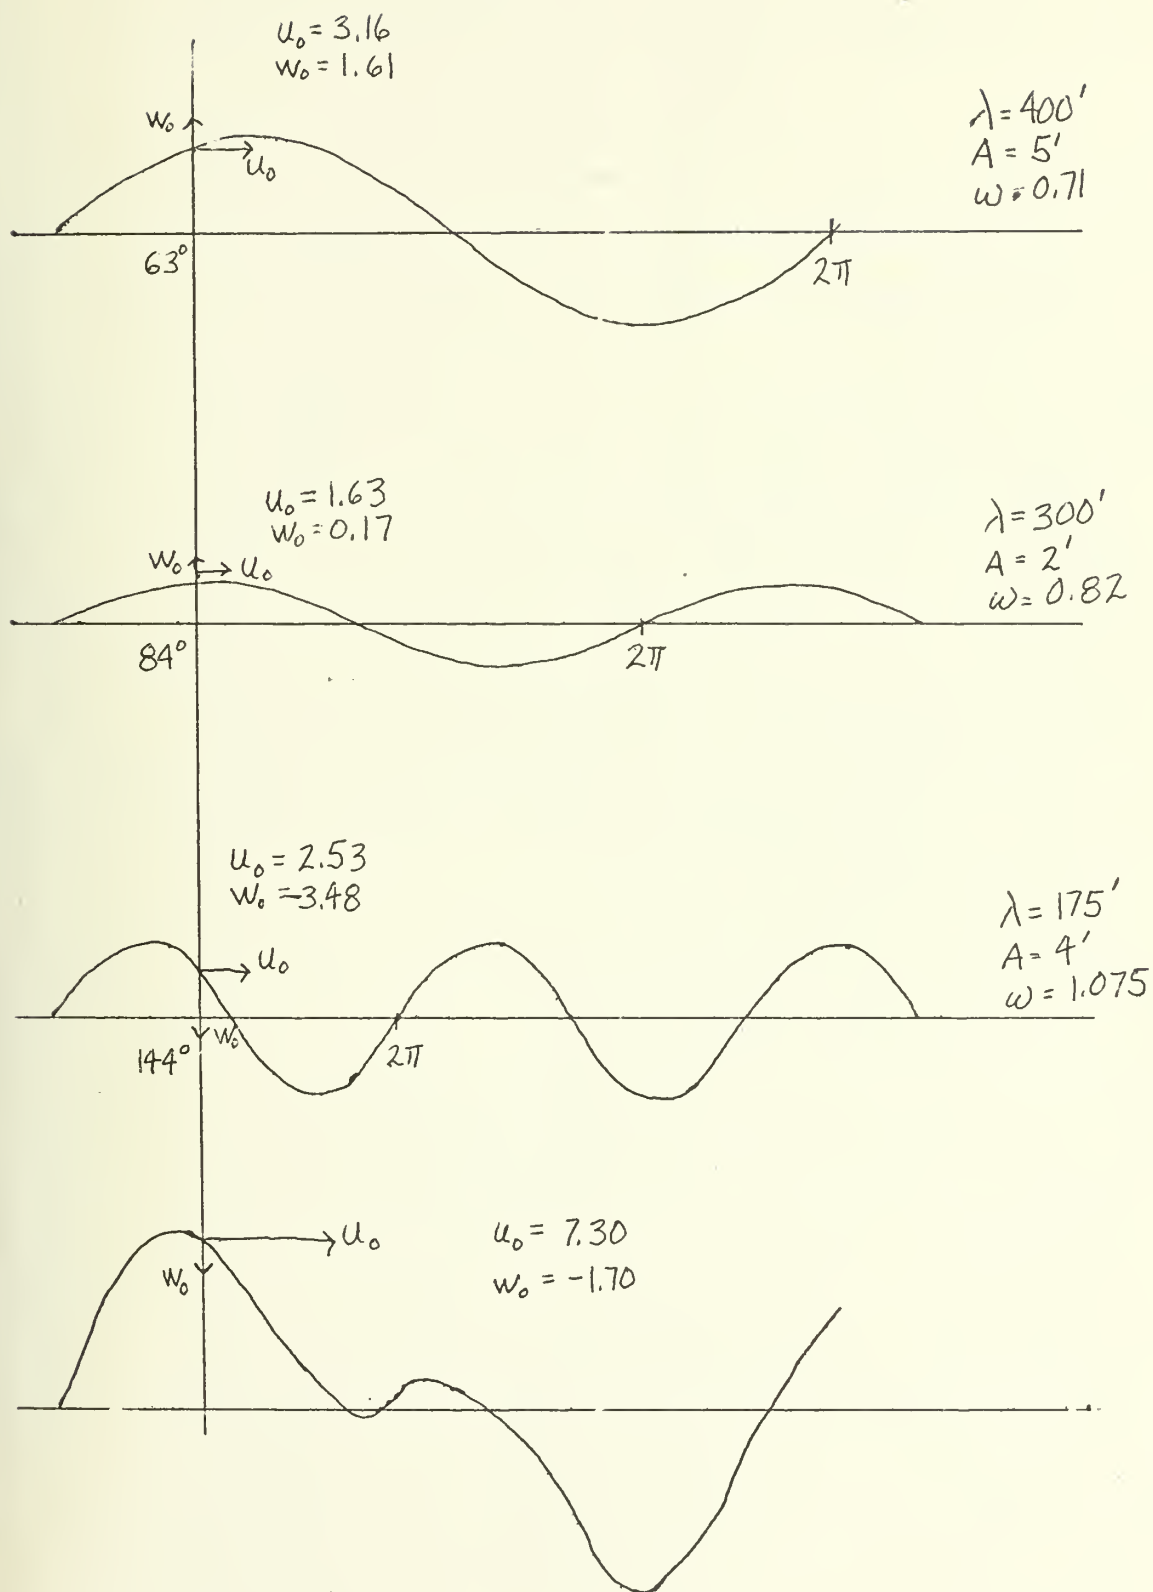 u₀ = 3.16
w₀ = 1.61
λ = 400'
A = 5'
ω = 0.71
w₀
u₀
63°
2π
u₀ = 1.63
w₀ = 0.17
λ = 300'
A = 2'
ω = 0.82
w₀
u₀
84°
2π
u₀ = 2.53
w₀ = -3.48
λ = 175'
A = 4'
ω = 1.075
u₀
w₀
144°
2π
u₀
u₀ = 7.30
w₀
w₀ = -1.70